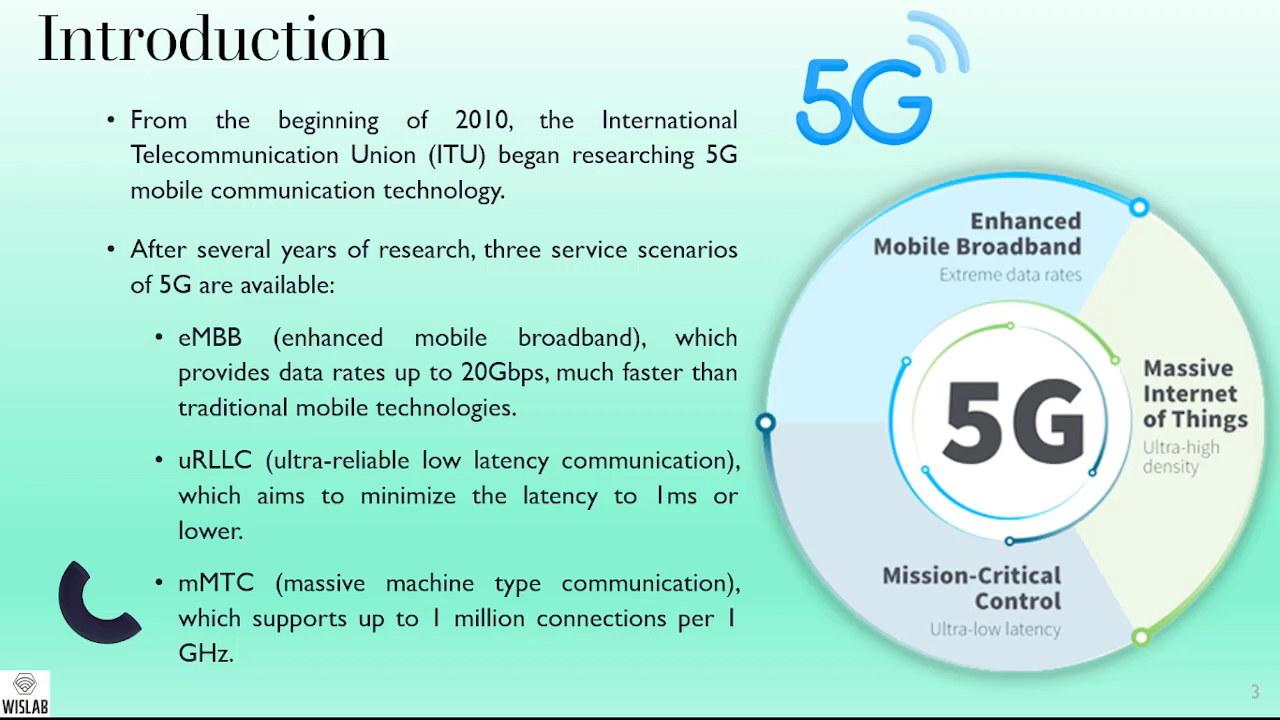 Introduction
5G
• From the beginning of 2010, the International
Telecommunication Union (ITU) began researching 5G
mobile communication technology.
• After several years of research, three service scenarios
of 5G are available:
• eMBB (enhanced mobile broadband), which
provides data rates up to 20Gbps, much faster than
traditional mobile technologies.
• uRLLC (ultra-reliable low latency communication),
which aims to minimize the latency to 1ms or
lower.
• mMTC (massive machine type communication),
which supports up to 1 million connections per 1
GHz.
Enhanced
Mobile Broadband
Extreme data rates
5G
Massive
Internet
of Things
Ultra-high
density
Mission-Critical
Control
Ultra-low latency
WISLAB
3